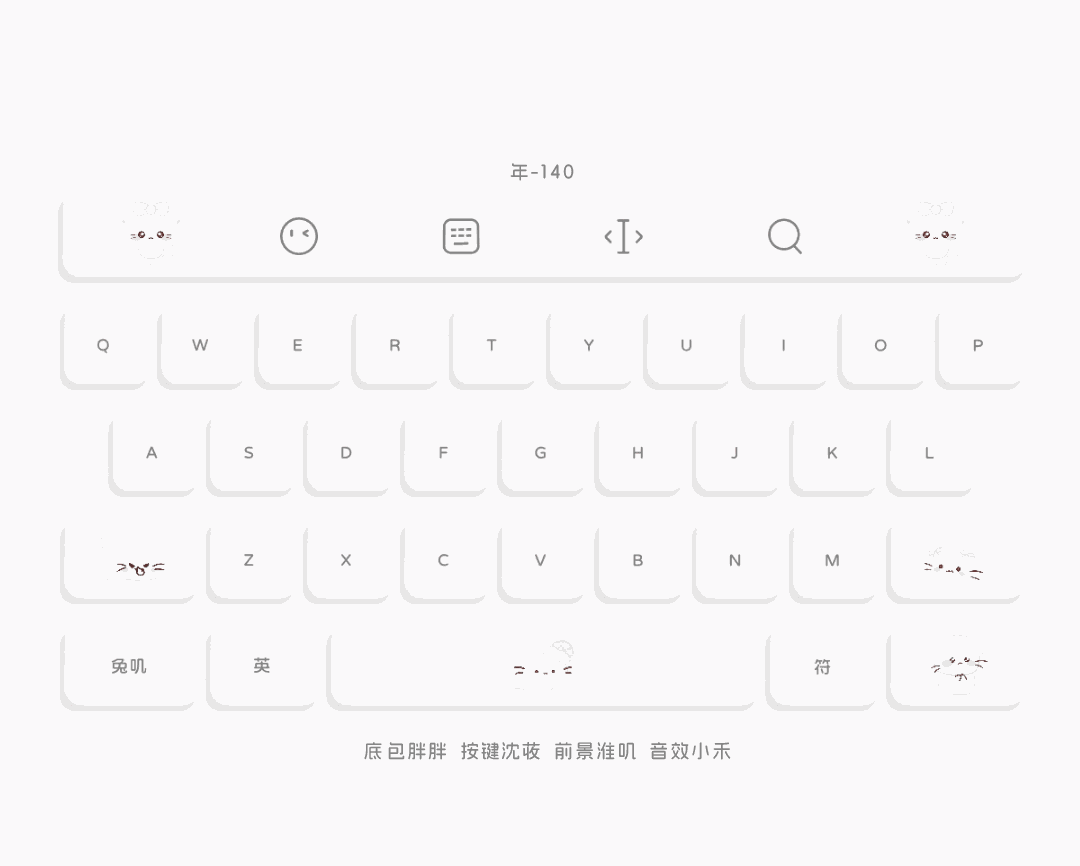 年-140
Q W E R T Y U I O P
A S D F G H J K L
Z X C V B N M
兔叽 英 符
底包胖胖 按键沈莜 前景淮叽 音效小禾